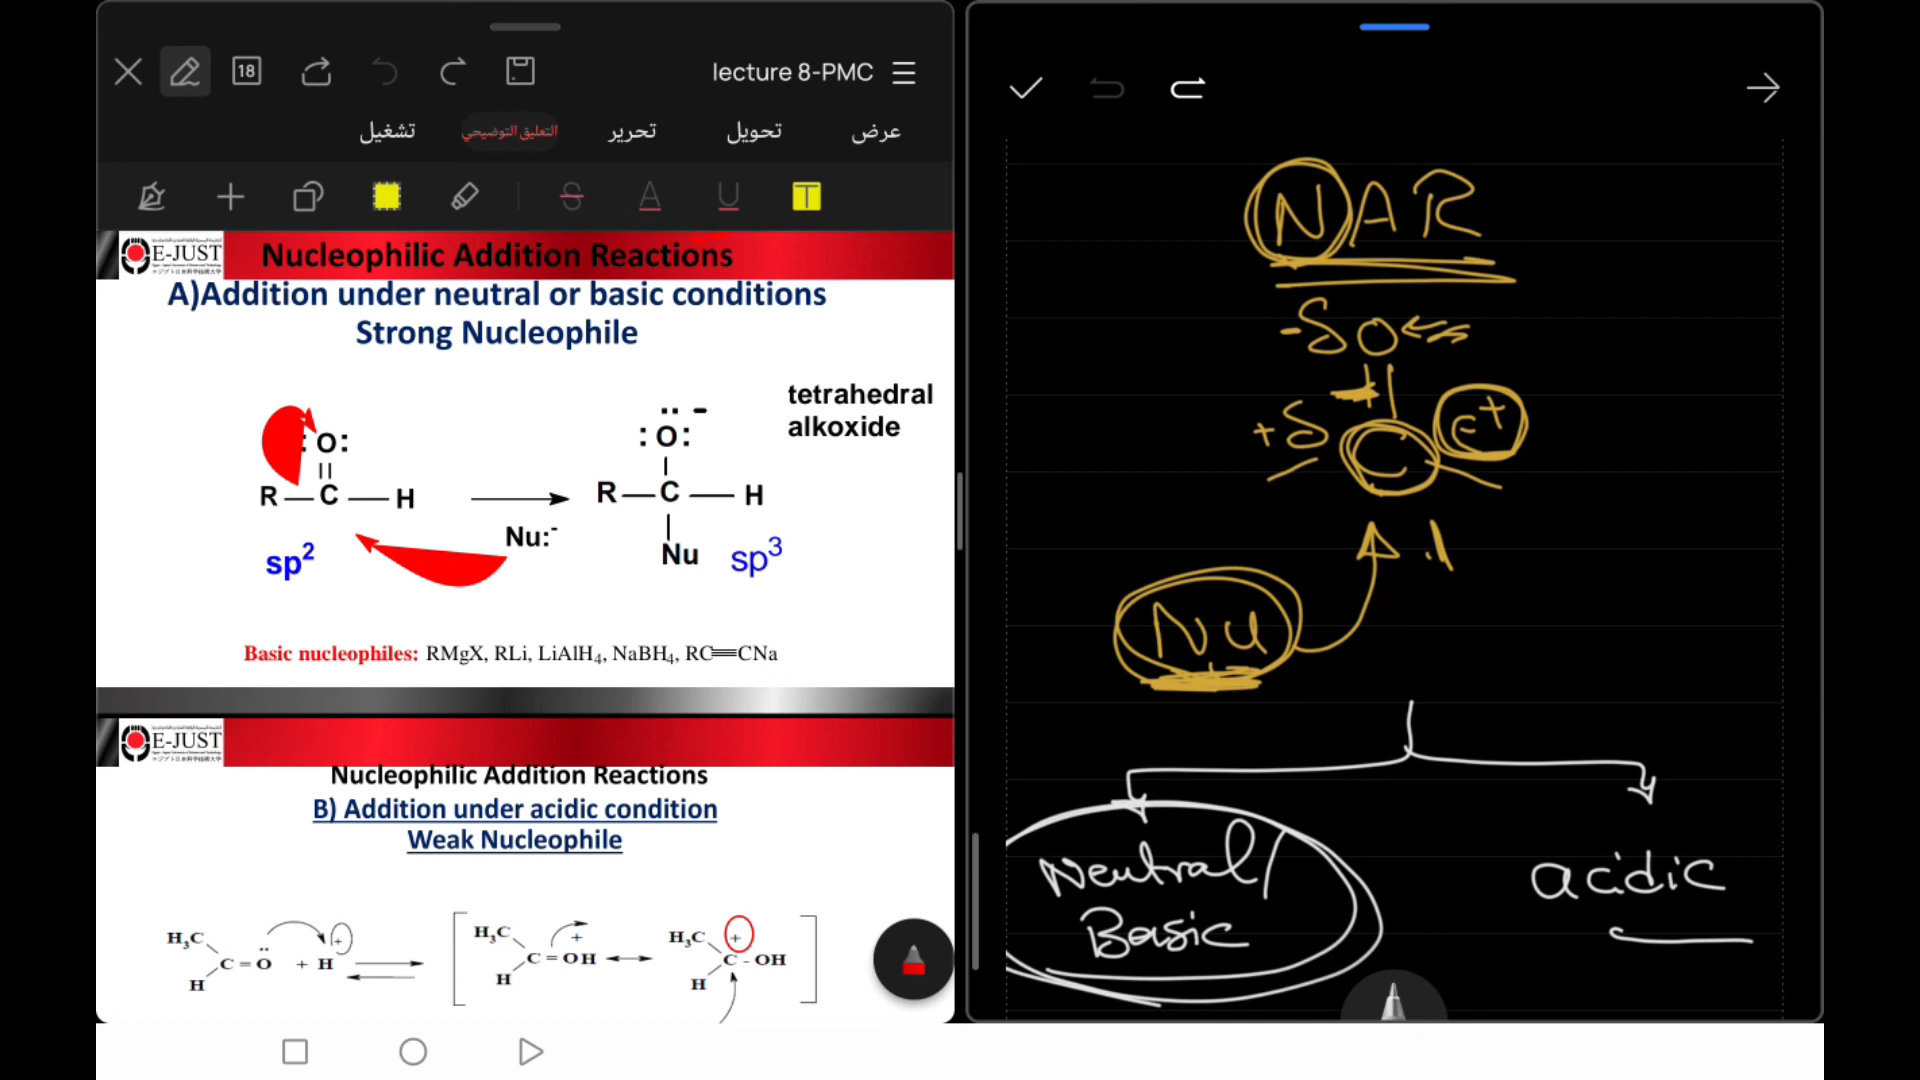 18
lecture 8-PMC
عرض
تحويل
تحرير
التعليق التوضيحي
تشغيل
E-JUST
Nucleophilic Addition Reactions
A)Addition under neutral or basic conditions
Strong Nucleophile
tetrahedral
alkoxide
:O:
R—C—H
sp2
Nu:-
:O: -
R—C—H
Nu
sp3
Basic nucleophiles: RMgX, RLi, LiAlH4, NaBH4, RC≡CNa
E-JUST
Nucleophilic Addition Reactions
B) Addition under acidic condition
Weak Nucleophile
H3C
C=O + H+
H
H3C +
C=OH
H
H3C +
C-OH
H
NAR
-δ O
+δ C C+
Nu
Neutral/
Basic
acidic